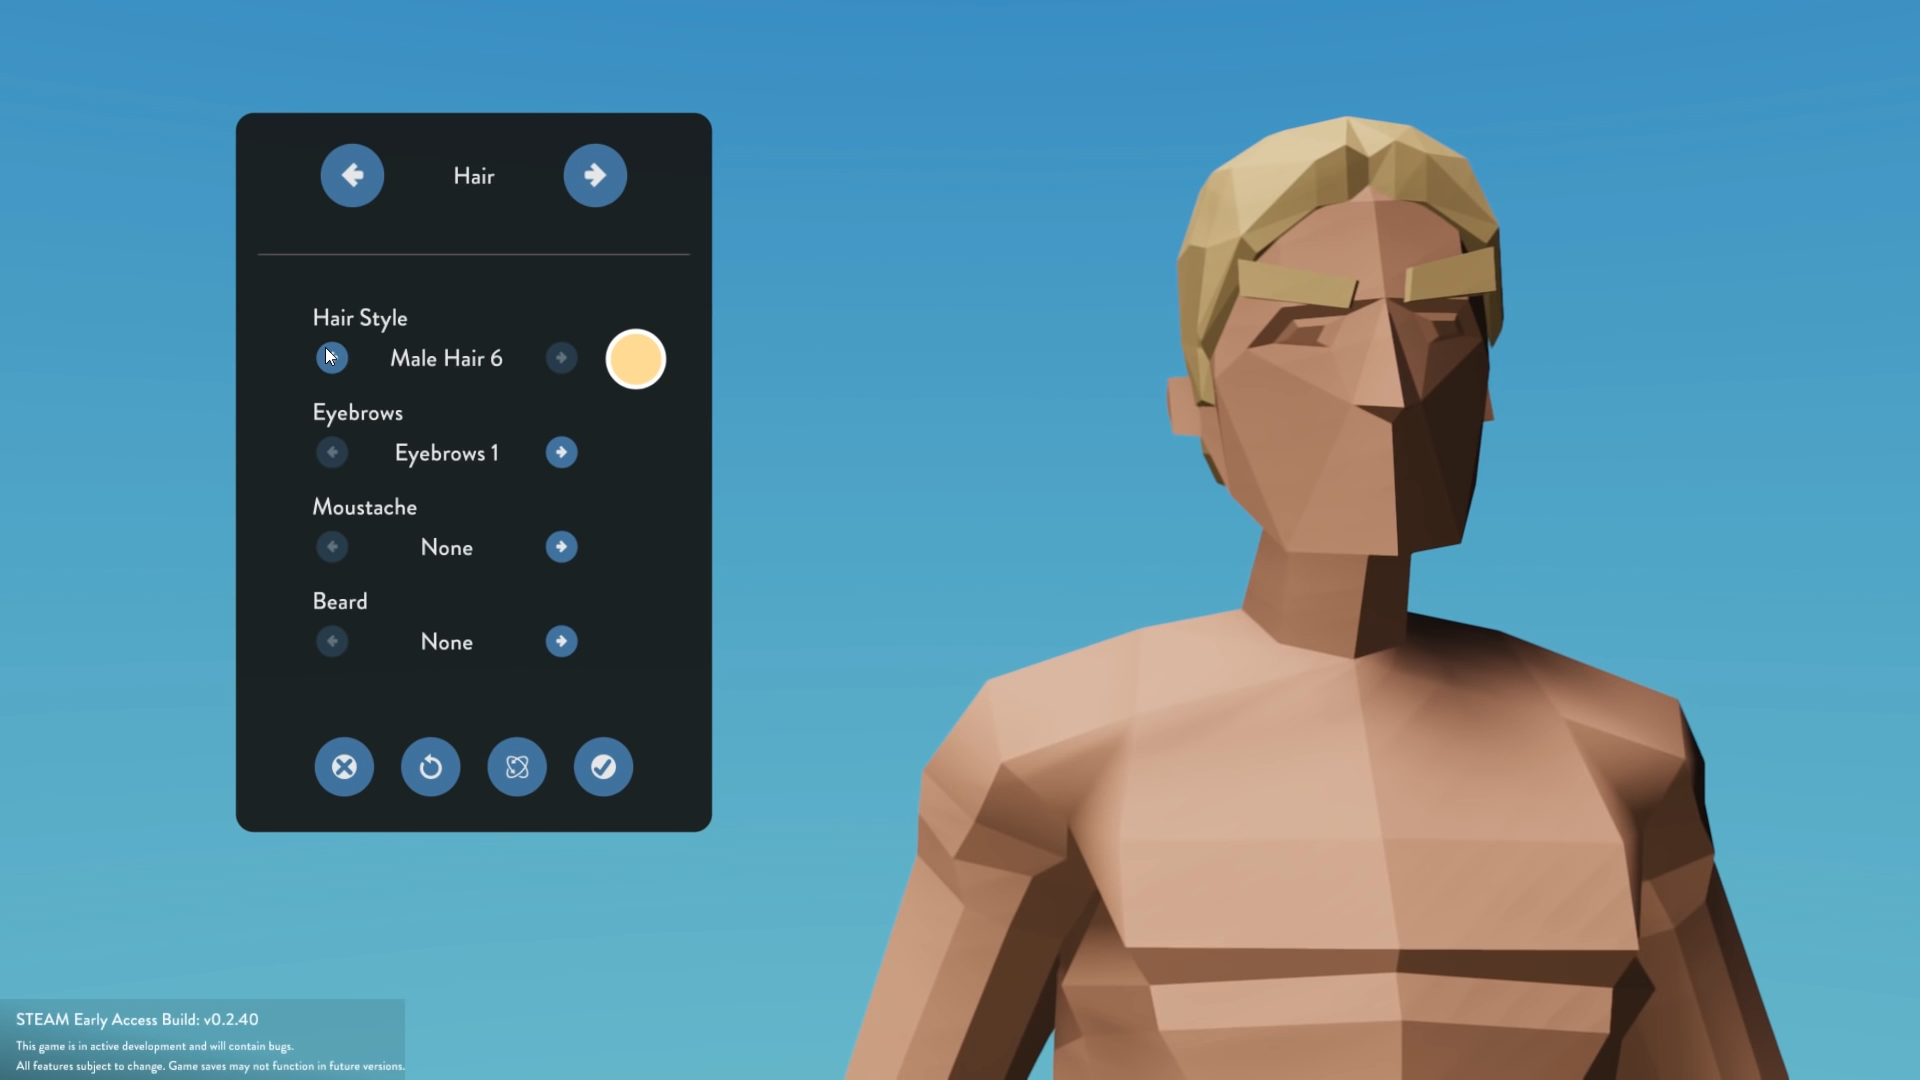 Hair
Hair Style
Male Hair 6
Eyebrows
Eyebrows 1
Moustache
None
Beard
None
STEAM Early Access Build: v0.2.40
This game is in active development and will contain bugs.
All features subject to change. Game saves may not function in future versions.